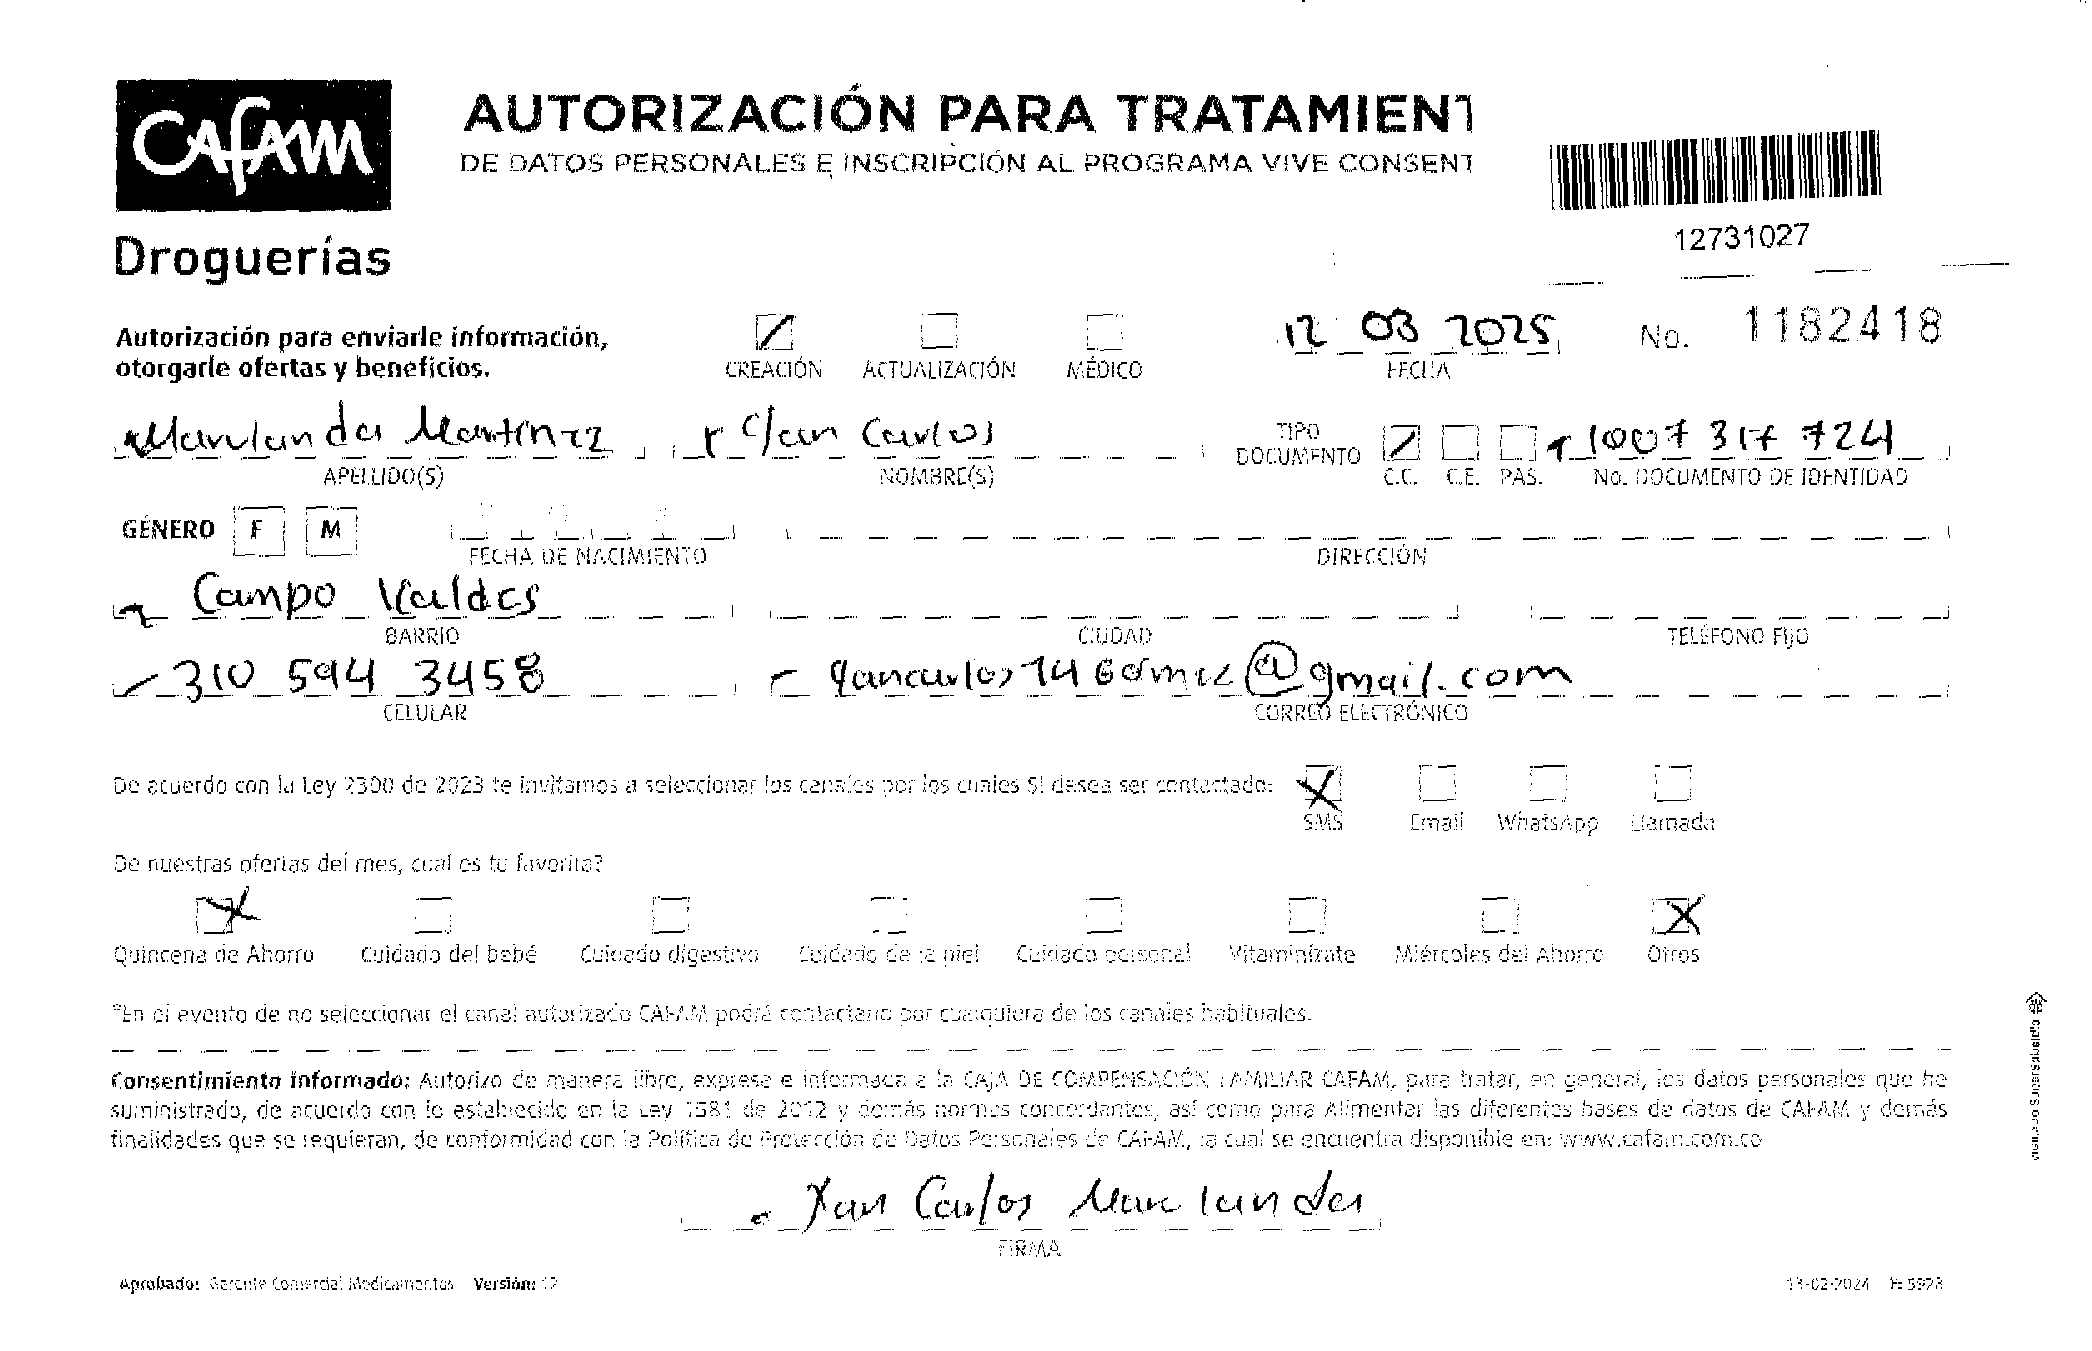 CAFAM
Droguerías
AUTORIZACIÓN PARA TRATAMIENT
DE DATOS PERSONALES E INSCRIPCIÓN AL PROGRAMA VIVE CONSENT
12731027
Autorización para enviarle información,
otorgarle ofertas y beneficios.
CREACIÓN ACTUALIZACIÓN MÉDICO
12 03 2025
FECHA
No. 1182418
Marulanda Martínez
APELLIDO(S)
Carlos
NOMBRE(S)
TIPO DOCUMENTO
C.C. C.E. PAS.
1007 317 724
No. DOCUMENTO DE IDENTIDAD
GÉNERO F M
FECHA DE NACIMIENTO
DIRECCIÓN
Campo Valdes
BARRIO
CIUDAD
TELÉFONO FIJO
310 594 3458
CELULAR
@gmail.com
CORREO ELECTRÓNICO
De acuerdo con la Ley 2300 de 2023 te invitamos a seleccionar los canales por los cuales SI desea ser contactado:
SMS Email WhatsApp Llamada
De nuestras ofertas del mes, cual es tu favorita?
Quincena de Ahorro Cuidado del bebé Cuidado digestivo Cuidado de la piel Cuidado personal Vitamínizate Miércoles del Ahorro Otros
*En el evento de no seleccionar el canal autorizado CAFAM podrá contactarlo por cualquiera de los canales habituales.
Consentimiento informado: Autorizo de manera libre, expresa e informada a la CAJA DE COMPENSACIÓN FAMILIAR CAFAM, para tratar, en general, los datos personales que he
suministrado, de acuerdo con lo establecido en la Ley 1581 de 2012 y demás normas concordantes, así como para Alimentar las diferentes bases de datos de CAFAM y demás
finalidades que se requieran, de conformidad con la Política de Protección de Datos Personales de CAFAM, la cual se encuentra disponible en: www.cafam.com.co
Carlos Marulanda
FIRMA
Aprobado: Gerente Comercial Medicamentos Versión: 12
13-02-2024